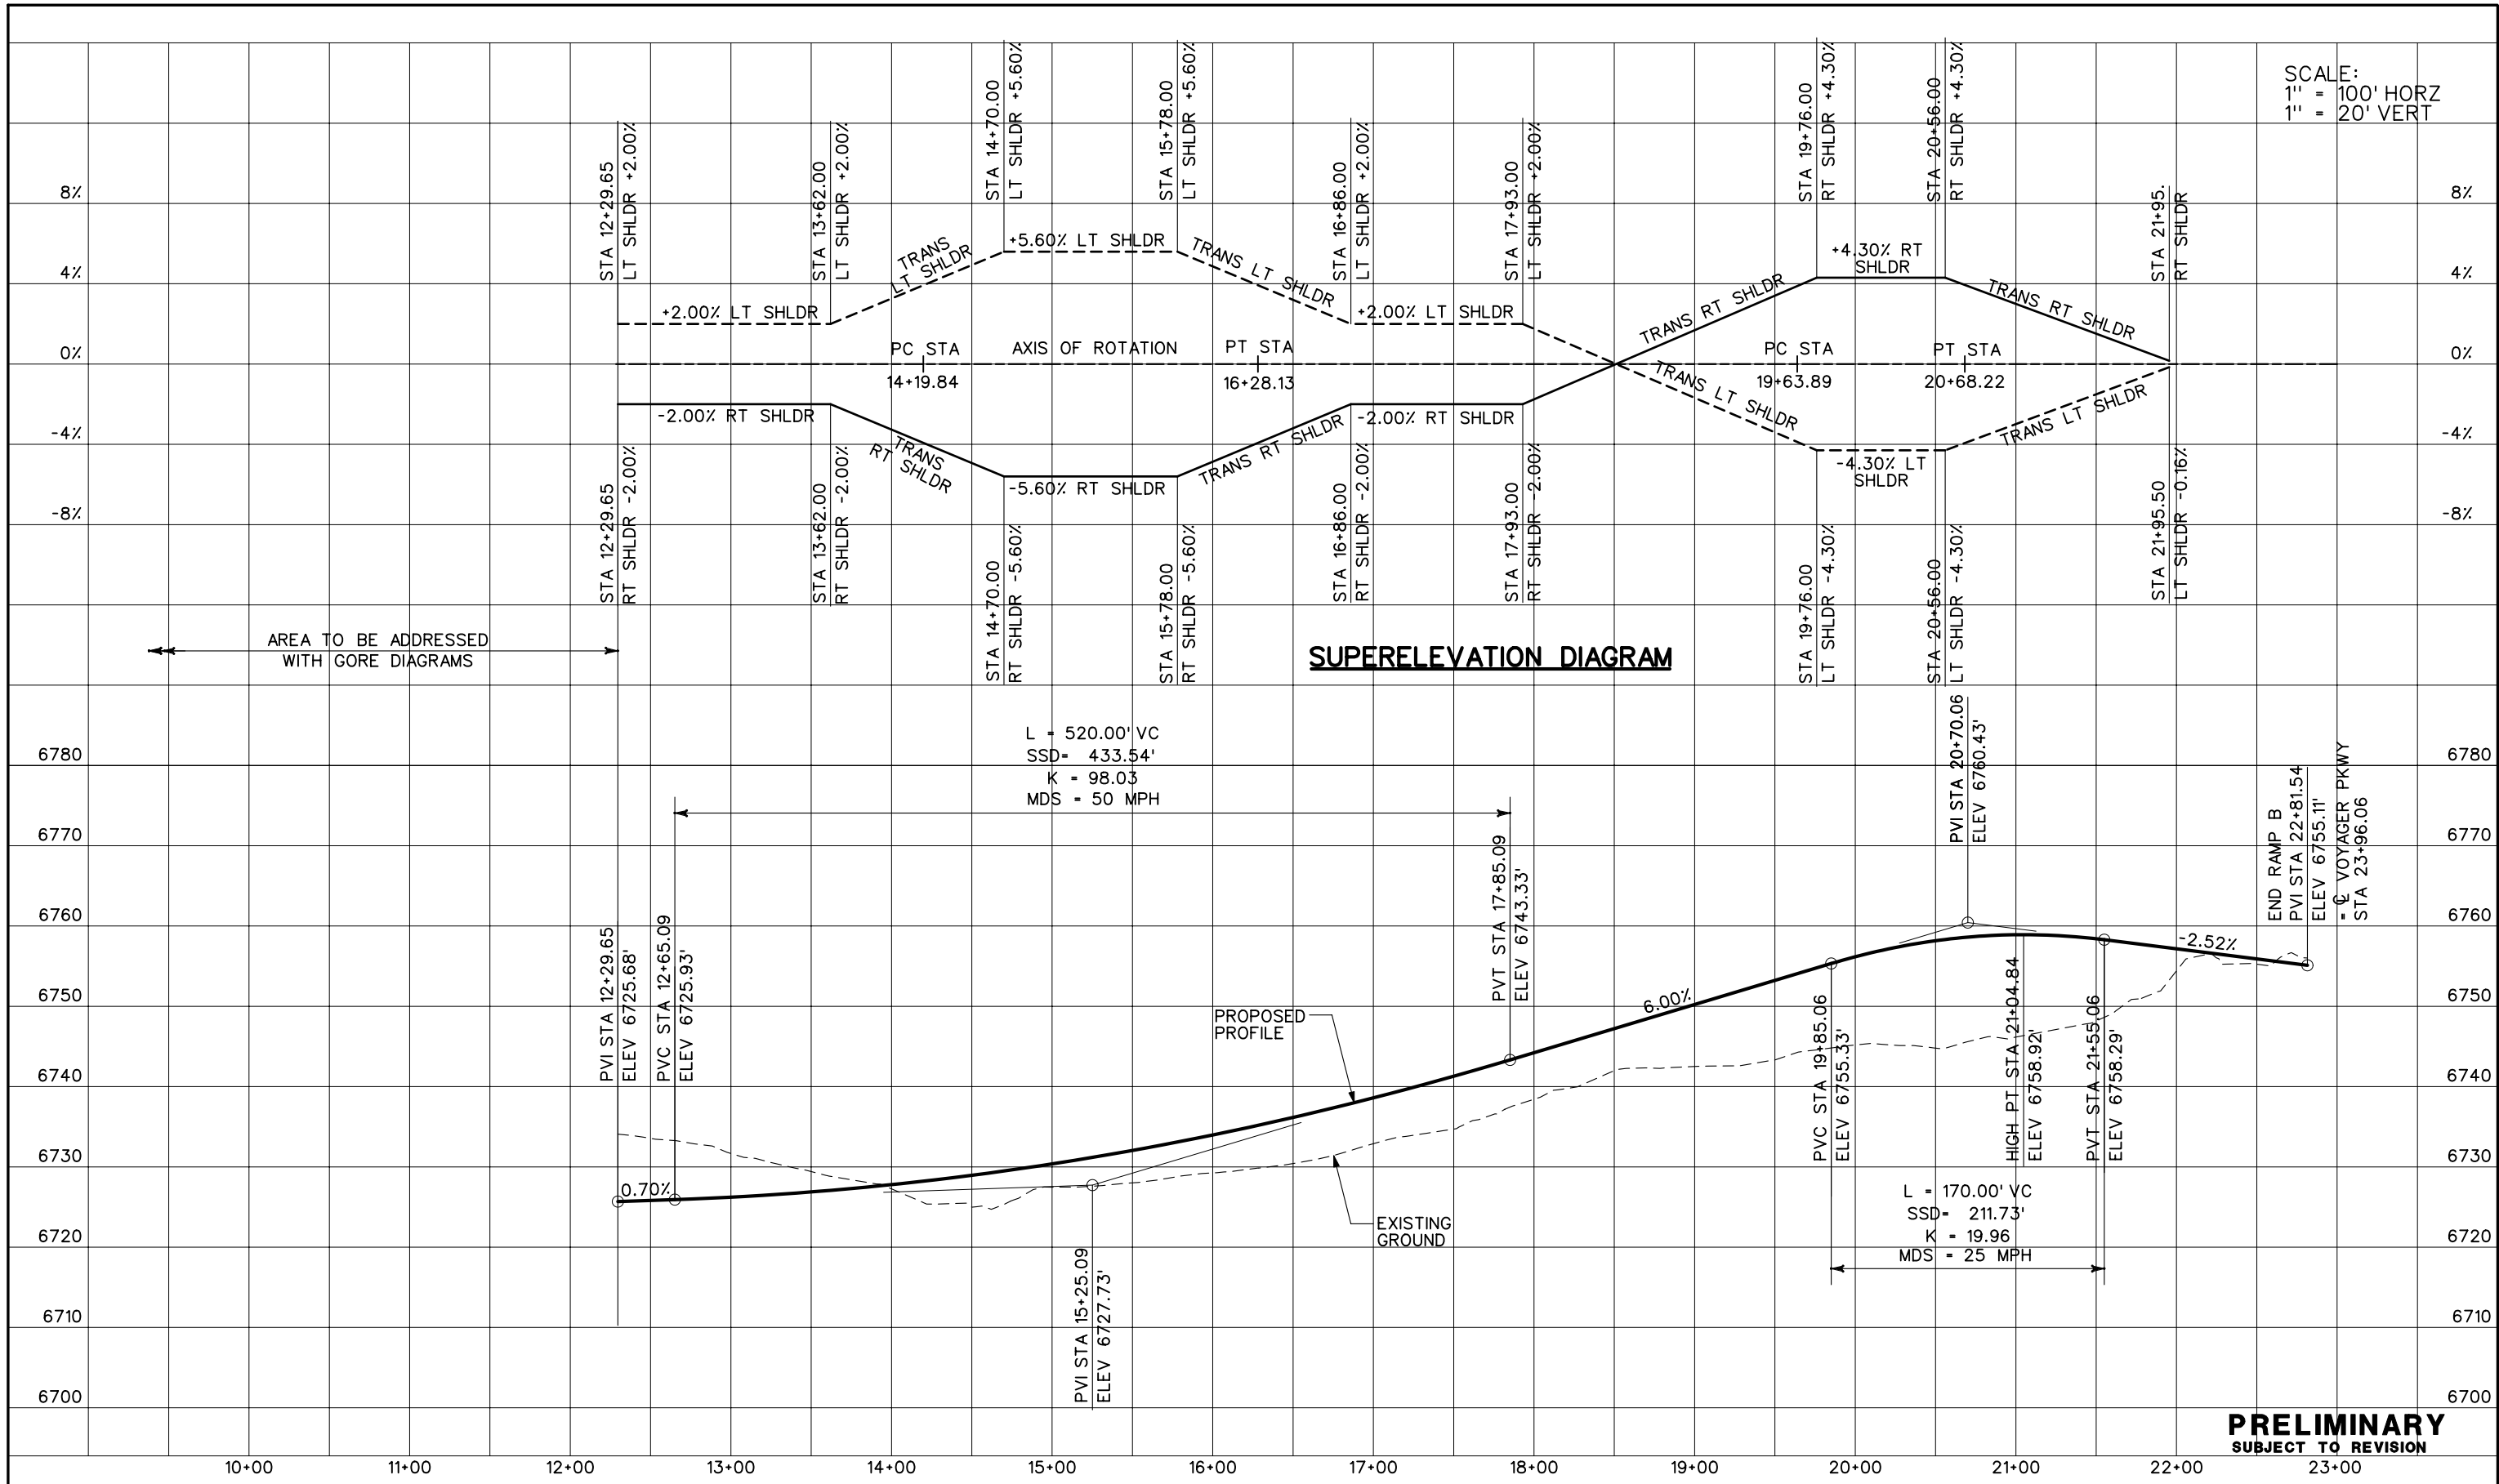 SCALE:
1" = 100' HORZ
1" = 20' VERT
STA 12+29.65
LT SHLDR +2.00%
STA 13+62.00
LT SHLDR +2.00%
STA 14+70.00
LT SHLDR +5.60%
STA 15+78.00
LT SHLDR +5.60%
STA 16+86.00
LT SHLDR +2.00%
STA 17+93.00
LT SHLDR +2.00%
STA 19+76.00
RT SHLDR +4.30%
STA 20+56.00
RT SHLDR +4.30%
STA 21+95.
RT SHLDR
8%
8%
4%
4%
0%
0%
-4%
-4%
-8%
-8%
+2.00% LT SHLDR
TRANS
LT SHLDR
+5.60% LT SHLDR
TRANS LT SHLDR
+2.00% LT SHLDR
TRANS RT SHLDR
+4.30% RT
SHLDR
TRANS RT SHLDR
PC STA
14+19.84
AXIS OF ROTATION
PT STA
16+28.13
PC STA
19+63.89
PT STA
20+68.22
-2.00% RT SHLDR
TRANS
RT SHLDR
-5.60% RT SHLDR
TRANS RT SHLDR
-2.00% RT SHLDR
TRANS LT SHLDR
-4.30% LT
SHLDR
TRANS LT SHLDR
STA 12+29.65
RT SHLDR -2.00%
STA 13+62.00
RT SHLDR -2.00%
STA 14+70.00
RT SHLDR -5.60%
STA 15+78.00
RT SHLDR -5.60%
STA 16+86.00
RT SHLDR -2.00%
STA 17+93.00
RT SHLDR -2.00%
STA 19+76.00
LT SHLDR -4.30%
STA 20+56.00
LT SHLDR -4.30%
STA 21+95.50
LT SHLDR -0.16%
AREA TO BE ADDRESSED
WITH GORE DIAGRAMS
SUPERELEVATION DIAGRAM
L = 520.00' VC
SSD= 433.54'
K = 98.03
MDS = 50 MPH
6780
6780
6770
6770
6760
6760
6750
6750
6740
6740
6730
6730
6720
6720
6710
6710
6700
6700
PVI STA 12+29.65
ELEV 6725.68'
PVC STA 12+65.09
ELEV 6725.93'
0.70%
PVI STA 15+25.09
ELEV 6727.73'
PROPOSED
PROFILE
EXISTING
GROUND
PVT STA 17+85.09
ELEV 6743.33'
6.00%
PVC STA 19+85.06
ELEV 6755.33'
PVI STA 20+70.06
ELEV 6760.43'
HIGH PT STA 21+04.84
ELEV 6758.92'
PVT STA 21+55.06
ELEV 6758.29'
-2.52%
END RAMP B
PVI STA 22+81.54
ELEV 6755.11'
= ℄ VOYAGER PKWY
STA 23+96.06
L = 170.00' VC
SSD= 211.73'
K = 19.96
MDS = 25 MPH
PRELIMINARY
SUBJECT TO REVISION
10+00
11+00
12+00
13+00
14+00
15+00
16+00
17+00
18+00
19+00
20+00
21+00
22+00
23+00